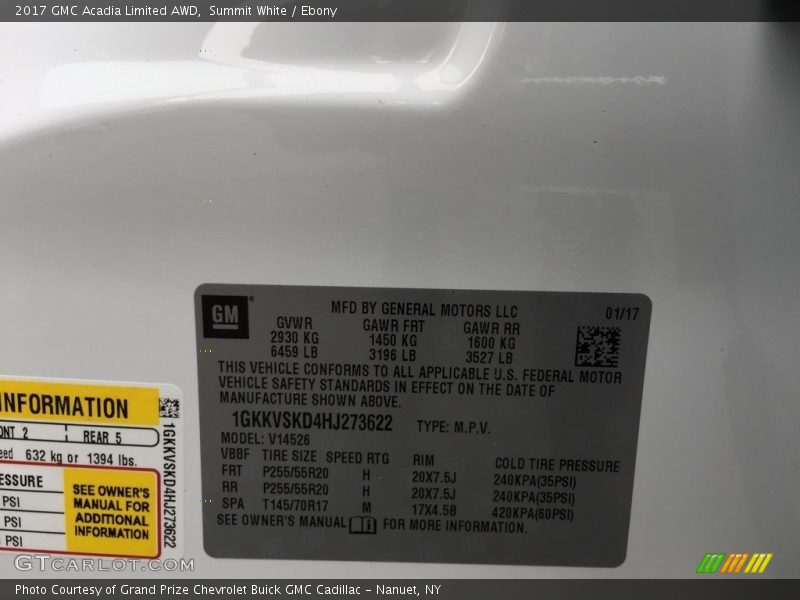 2017 GMC Acadia Limited AWD, Summit White / Ebony
GM
MFD BY GENERAL MOTORS LLC 01/17
GVWR GAWR FRT GAWR RR
2930 KG 1450 KG 1600 KG
6459 LB 3196 LB 3527 LB
THIS VEHICLE CONFORMS TO ALL APPLICABLE U.S. FEDERAL MOTOR
VEHICLE SAFETY STANDARDS IN EFFECT ON THE DATE OF
MANUFACTURE SHOWN ABOVE.
1GKKVSKD4HJ273622 TYPE: M.P.V.
MODEL: V14526
VBBF TIRE SIZE SPEED RTG RIM COLD TIRE PRESSURE
FRT P255/55R20 H 20X7.5J 240KPA(35PSI)
RR P255/55R20 H 20X7.5J 240KPA(35PSI)
SPA T145/70R17 M 17X4.5B 420KPA(60PSI)
SEE OWNER'S MANUAL FOR MORE INFORMATION.
INFORMATION
2 REAR 5
632 kg or 1394 lbs.
PSI
PSI
PSI
SEE OWNER'S
MANUAL FOR
ADDITIONAL
INFORMATION
1GKKVSKD4HJ273622
GTCARLOT.COM
Photo Courtesy of Grand Prize Chevrolet Buick GMC Cadillac - Nanuet, NY